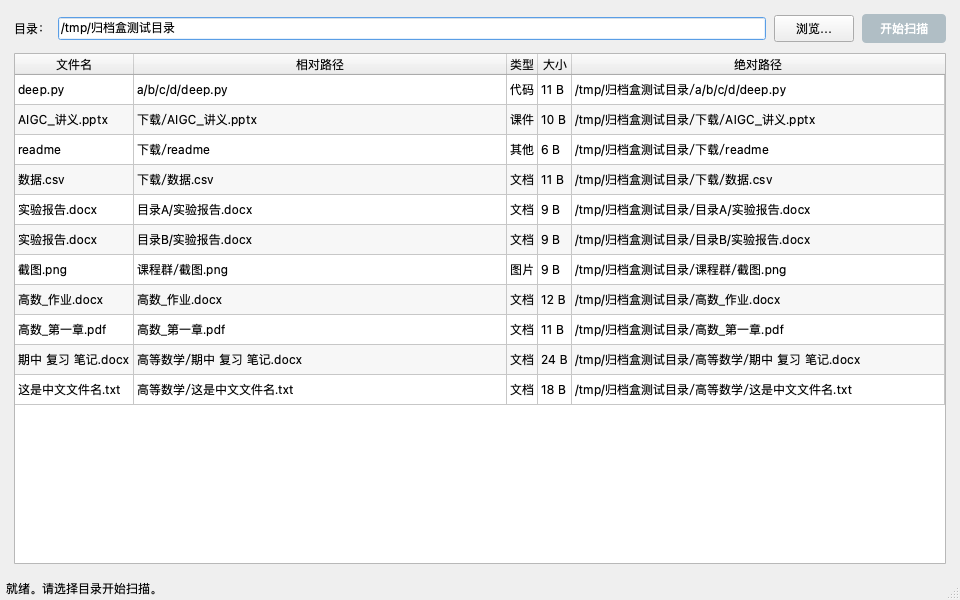 目录： /tmp/归档盒测试目录 浏览... 开始扫描
文件名 相对路径 类型 大小 绝对路径
deep.py a/b/c/d/deep.py 代码 11 B /tmp/归档盒测试目录/a/b/c/d/deep.py
AIGC_讲义.pptx 下载/AIGC_讲义.pptx 课件 10 B /tmp/归档盒测试目录/下载/AIGC_讲义.pptx
readme 下载/readme 其他 6 B /tmp/归档盒测试目录/下载/readme
数据.csv 下载/数据.csv 文档 11 B /tmp/归档盒测试目录/下载/数据.csv
实验报告.docx 目录A/实验报告.docx 文档 9 B /tmp/归档盒测试目录/目录A/实验报告.docx
实验报告.docx 目录B/实验报告.docx 文档 9 B /tmp/归档盒测试目录/目录B/实验报告.docx
截图.png 课程群/截图.png 图片 9 B /tmp/归档盒测试目录/课程群/截图.png
高数_作业.docx 高数_作业.docx 文档 12 B /tmp/归档盒测试目录/高数_作业.docx
高数_第一章.pdf 高数_第一章.pdf 文档 11 B /tmp/归档盒测试目录/高数_第一章.pdf
期中 复习 笔记.docx 高等数学/期中 复习 笔记.docx 文档 24 B /tmp/归档盒测试目录/高等数学/期中 复习 笔记.docx
这是中文文件名.txt 高等数学/这是中文文件名.txt 文档 18 B /tmp/归档盒测试目录/高等数学/这是中文文件名.txt
就绪。请选择目录开始扫描。